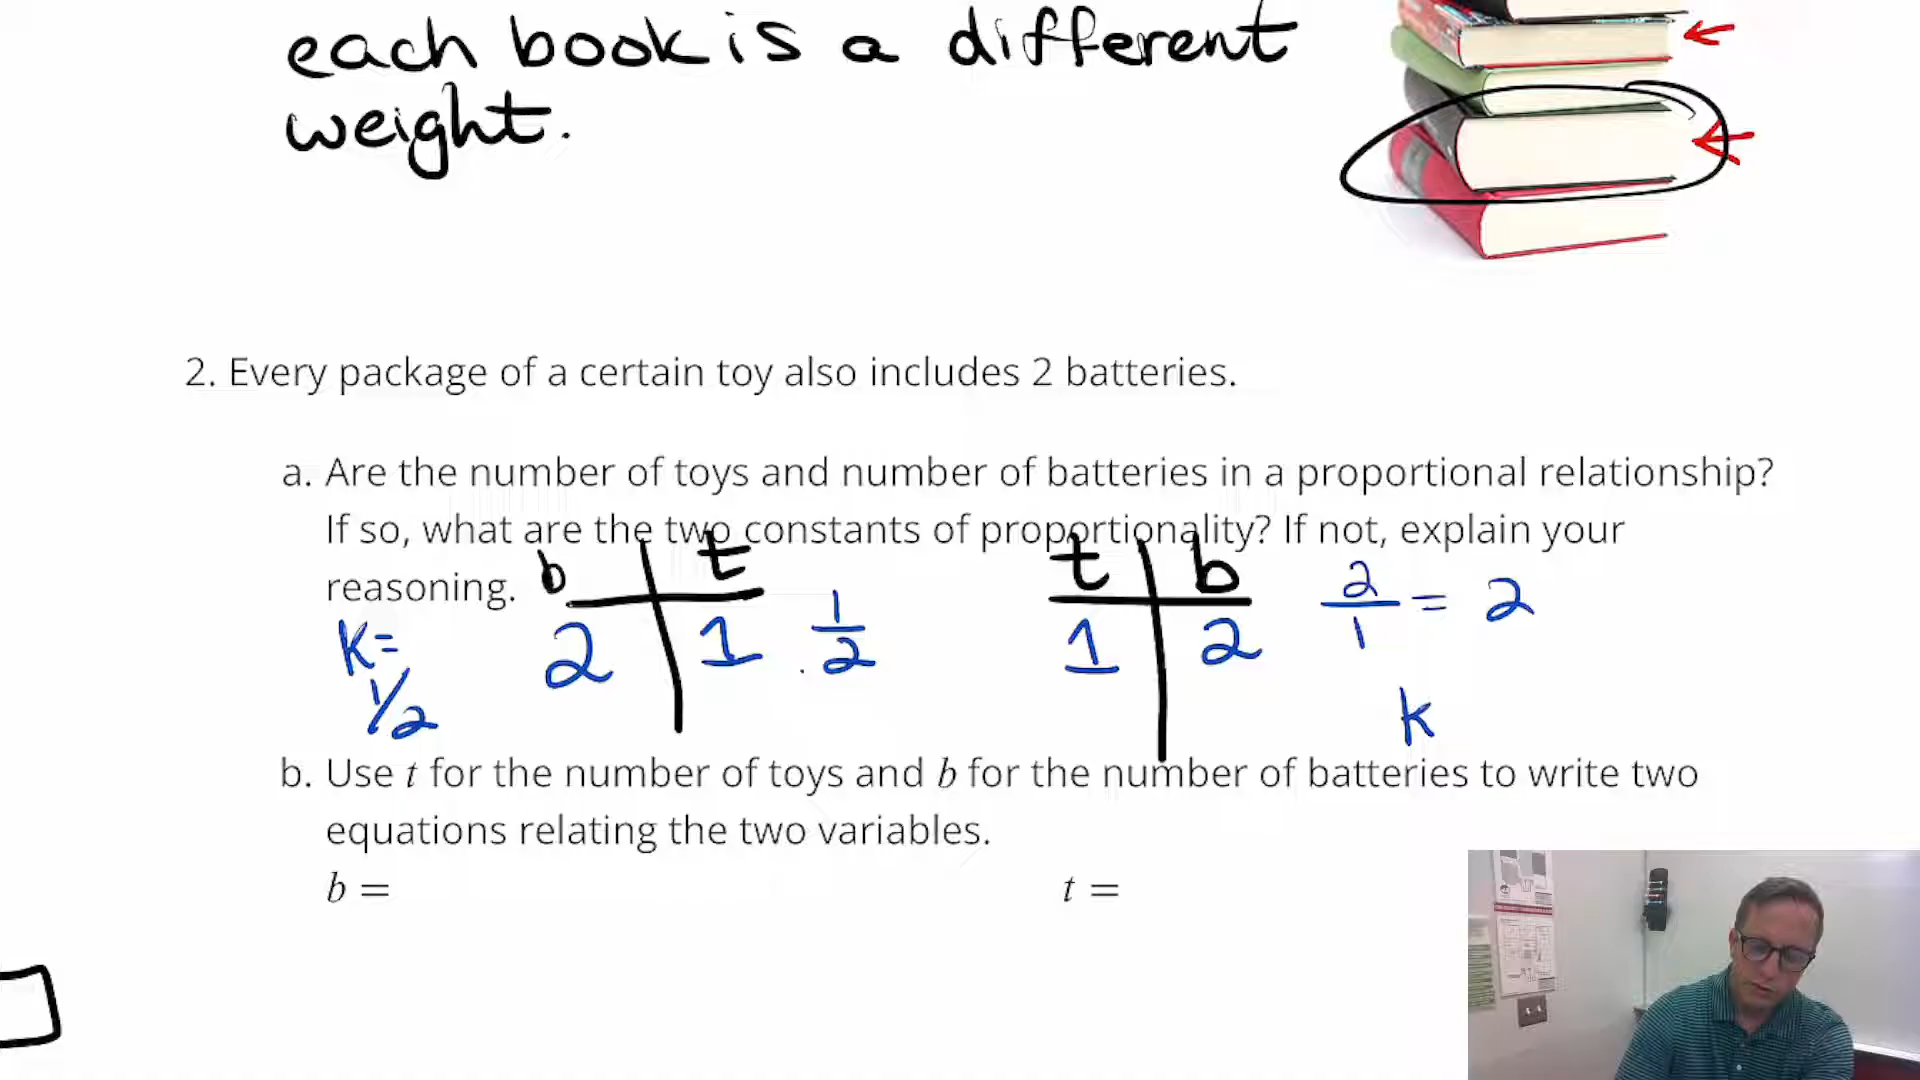 each book is a different
weight.
2. Every package of a certain toy also includes 2 batteries.
a. Are the number of toys and number of batteries in a proportional relationship?
If so, what are the two constants of proportionality? If not, explain your
reasoning.
b t
2 1 1/2
K=
1/2
t b
1 2 2/1 = 2
K
b. Use t for the number of toys and b for the number of batteries to write two
equations relating the two variables.
b =
t =